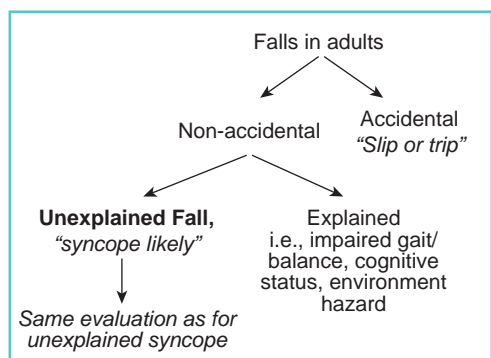 Falls in adults
Non-accidental
Accidental
“Slip or trip”
Unexplained Fall,
“syncope likely”
Explained
i.e., impaired gait/
balance, cognitive
status, environment
hazard
Same evaluation as for
unexplained syncope